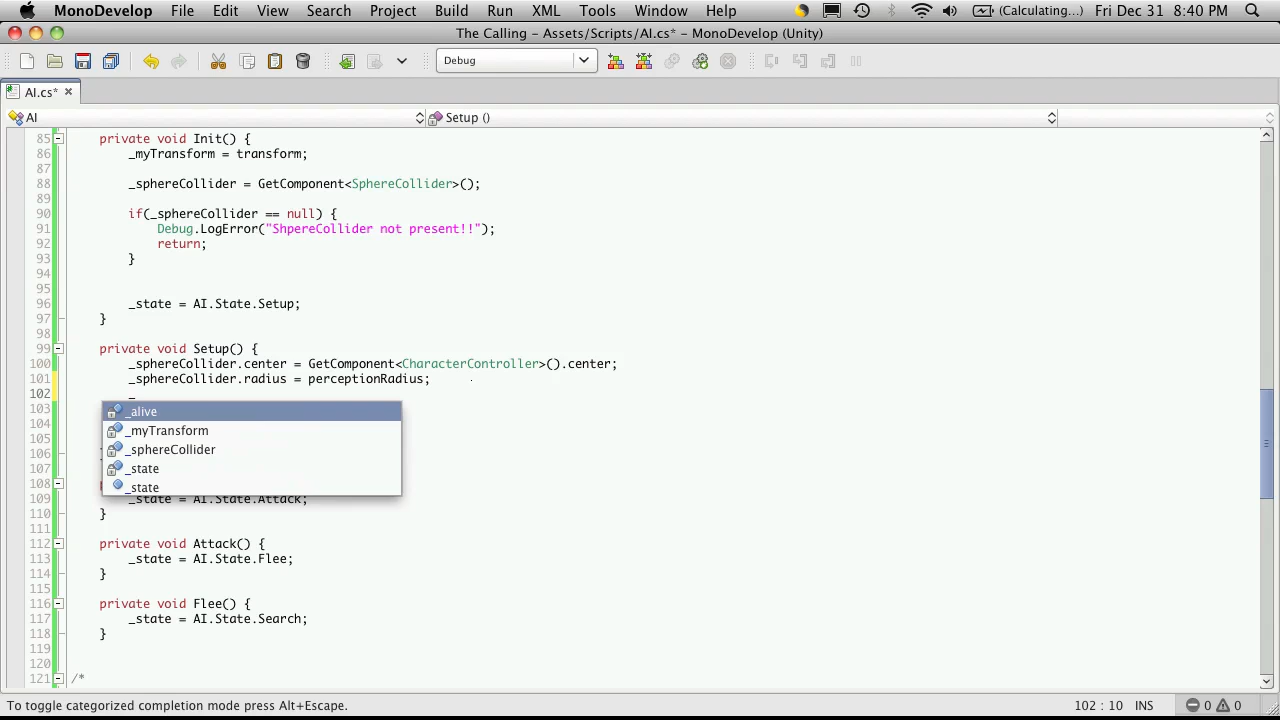 MonoDevelop File Edit View Search Project Build Run XML Tools Window Help (Calculating...) Fri Dec 31 8:40 PM
The Calling – Assets/Scripts/AI.cs* – MonoDevelop (Unity)
Debug
AI.cs*
AI Setup ()
85 private void Init() {
86 _myTransform = transform;
87
88 _sphereCollider = GetComponent<SphereCollider>();
89
90 if(_sphereCollider == null) {
91 Debug.LogError("ShpereCollider not present!!");
92 return;
93 }
94
95
96 _state = AI.State.Setup;
97 }
98
99 private void Setup() {
100 _sphereCollider.center = GetComponent<CharacterController>().center;
101 _sphereCollider.radius = perceptionRadius;
102 _
103 _alive
104 _myTransform
105
106 _sphereCollider
107 _state
108 _state
109 _state = AI.State.Attack;
110 }
111
112 private void Attack() {
113 _state = AI.State.Flee;
114 }
115
116 private void Flee() {
117 _state = AI.State.Search;
118 }
119
120
121 /*
To toggle categorized completion mode press Alt+Escape. 102 : 10 INS 0 0